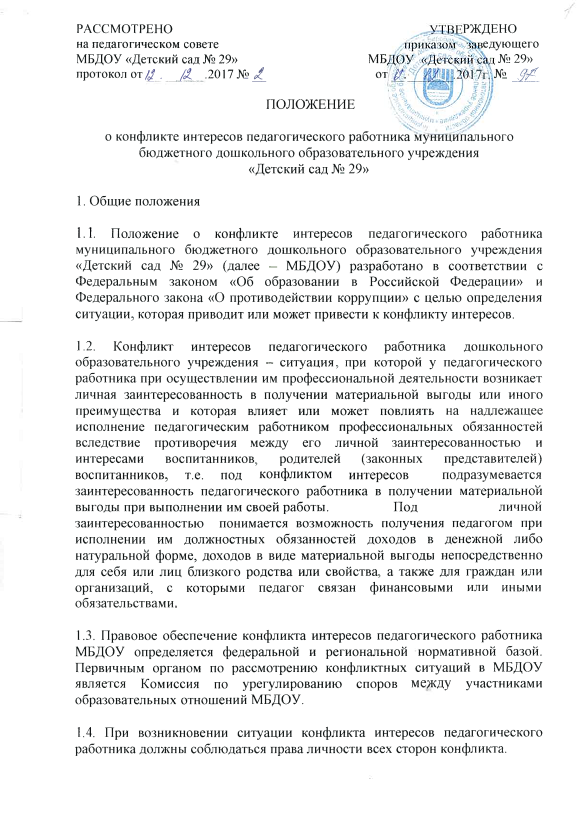 РАССМОТРЕНО УТВЕРЖДЕНО
на педагогическом совете приказом заведующего
МБДОУ «Детский сад № 29» МБДОУ «Детский сад № 29»
протокол от 12. 12 .2017 № 2 от .2017г. №
ПОЛОЖЕНИЕ
о конфликте интересов педагогического работника муниципального
бюджетного дошкольного образовательного учреждения
«Детский сад № 29»
1. Общие положения
1.1. Положение о конфликте интересов педагогического работника
муниципального бюджетного дошкольного образовательного учреждения
«Детский сад № 29» (далее – МБДОУ) разработано в соответствии с
Федеральным законом «Об образовании в Российской Федерации» и
Федерального закона «О противодействии коррупции» с целью определения
ситуации, которая приводит или может привести к конфликту интересов.
1.2. Конфликт интересов педагогического работника дошкольного
образовательного учреждения – ситуация, при которой у педагогического
работника при осуществлении им профессиональной деятельности возникает
личная заинтересованность в получении материальной выгоды или иного
преимущества и которая влияет или может повлиять на надлежащее
исполнение педагогическим работником профессиональных обязанностей
вследствие противоречия между его личной заинтересованностью и
интересами воспитанников, родителей (законных представителей)
воспитанников, т.е. под конфликтом интересов подразумевается
заинтересованность педагогического работника в получении материальной
выгоды при выполнении им своей работы. Под личной
заинтересованностью понимается возможность получения педагогом при
исполнении им должностных обязанностей доходов в денежной либо
натуральной форме, доходов в виде материальной выгоды непосредственно
для себя или лиц близкого родства или свойства, а также для граждан или
организаций, с которыми педагог связан финансовыми или иными
обязательствами.
1.3. Правовое обеспечение конфликта интересов педагогического работника
МБДОУ определяется федеральной и региональной нормативной базой.
Первичным органом по рассмотрению конфликтных ситуаций в МБДОУ
является Комиссия по урегулированию споров между участниками
образовательных отношений МБДОУ.
1.4. При возникновении ситуации конфликта интересов педагогического
работника должны соблюдаться права личности всех сторон конфликта.